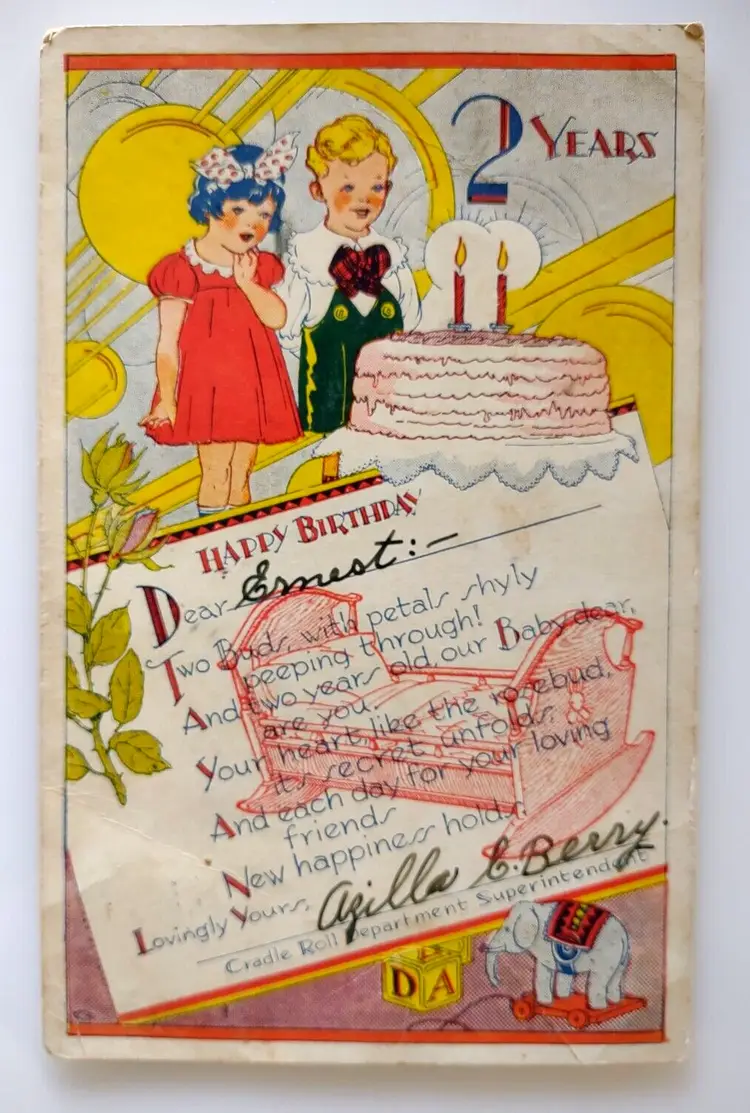 2 YEARS
HAPPY BIRTHDAY
Dear Ernest:-
Two Buds, with petals shyly
peeping through!
And two years old, our Baby dear,
are you.
Your heart, like the rosebud,
its secret unfolds,
And each day for your loving
friends
New happiness holds.
Lovingly Yours, Azilla C. Berry.
Cradle Roll Department Superintendent
D A